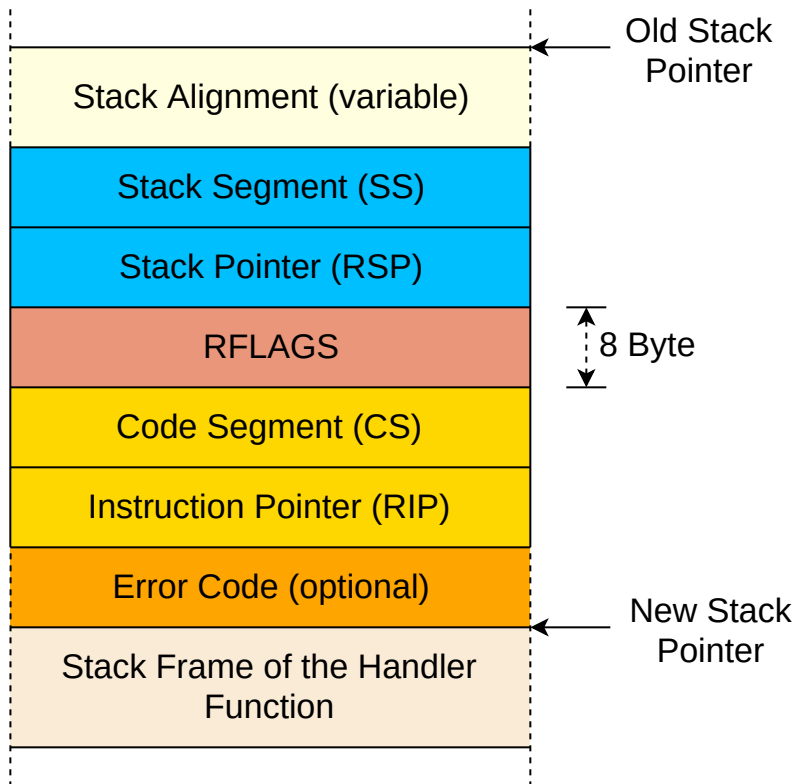 Old Stack
Pointer
Stack Alignment (variable)
Stack Segment (SS)
Stack Pointer (RSP)
RFLAGS
8 Byte
Code Segment (CS)
Instruction Pointer (RIP)
Error Code (optional)
New Stack
Pointer
Stack Frame of the Handler
Function